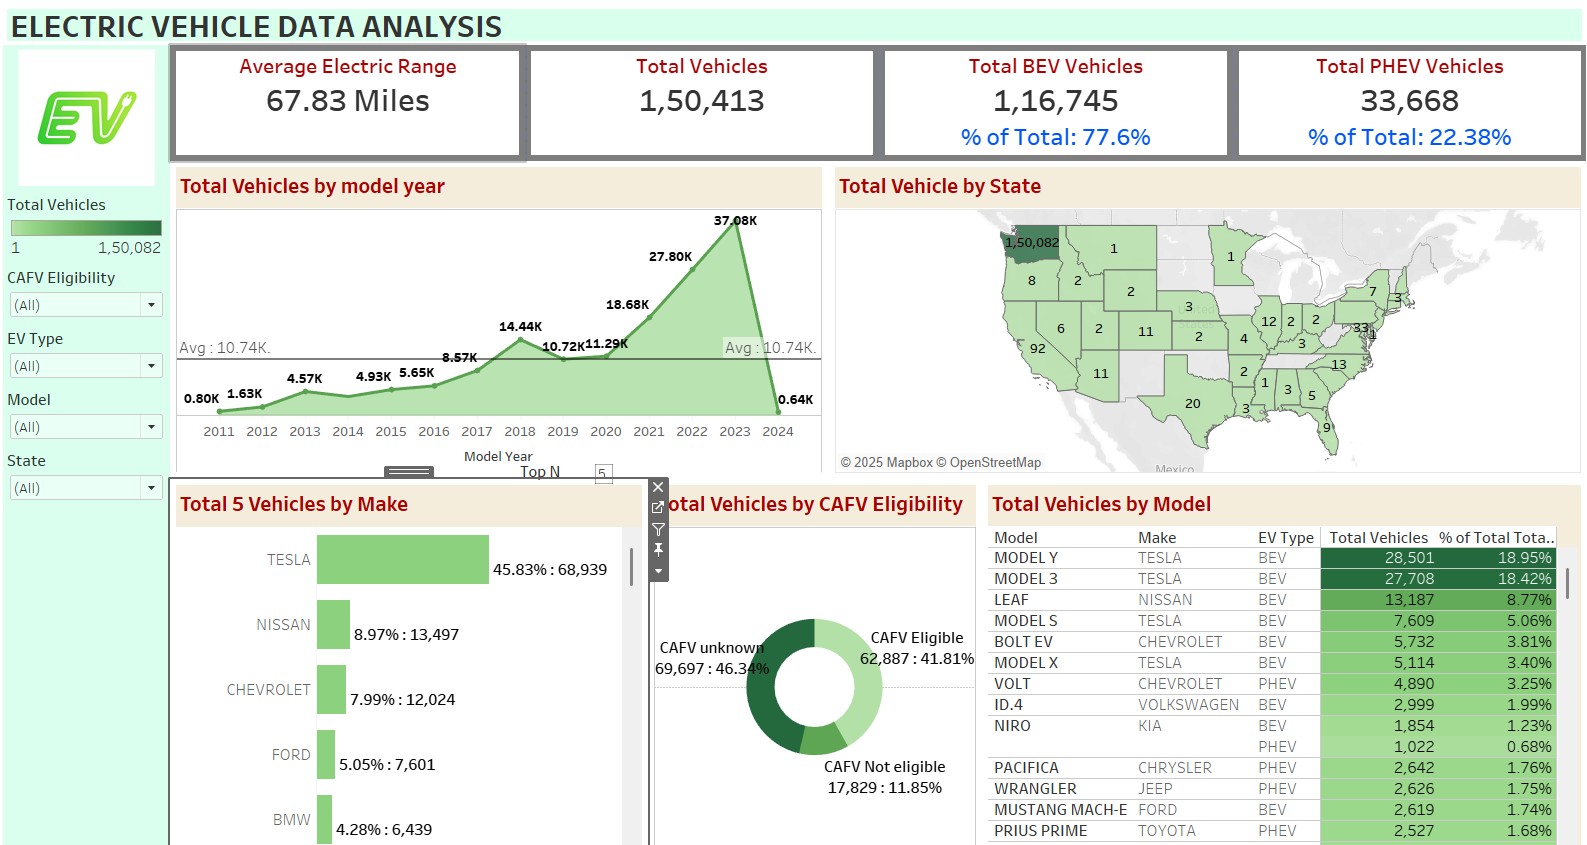 ELECTRIC VEHICLE DATA ANALYSIS
EV
Average Electric Range
67.83 Miles
Total Vehicles
1,50,413
Total BEV Vehicles
1,16,745
% of Total: 77.6%
Total PHEV Vehicles
33,668
% of Total: 22.38%
Total Vehicles
1 1,50,082
CAFV Eligibility
(All)
EV Type
(All)
Model
(All)
State
(All)
Total Vehicles by model year
37.08K
27.80K
18.68K
14.44K
10.72K 11.29K
8.57K
Avg : 10.74K. Avg : 10.74K.
4.57K 4.93K 5.65K
0.80K 1.63K 0.64K
2011 2012 2013 2014 2015 2016 2017 2018 2019 2020 2021 2022 2023 2024
Model Year
Top N 5
Total Vehicle by State
1,50,082 1 1
8 2 2 7 3
3
6 2 11 2 4 12 2 2 3 33 1
92 11 2 13
20 3 1 3 5
9
United States
Mexico
© 2025 Mapbox © OpenStreetMap
Total 5 Vehicles by Make
TESLA 45.83% : 68,939
NISSAN 8.97% : 13,497
CHEVROLET 7.99% : 12,024
FORD 5.05% : 7,601
BMW 4.28% : 6,439
otal Vehicles by CAFV Eligibility
CAFV unknown
69,697 : 46.34%
CAFV Eligible
62,887 : 41.81%
CAFV Not eligible
17,829 : 11.85%
Total Vehicles by Model
Model Make EV Type Total Vehicles % of Total Tota..
MODEL Y TESLA BEV 28,501 18.95%
MODEL 3 TESLA BEV 27,708 18.42%
LEAF NISSAN BEV 13,187 8.77%
MODEL S TESLA BEV 7,609 5.06%
BOLT EV CHEVROLET BEV 5,732 3.81%
MODEL X TESLA BEV 5,114 3.40%
VOLT CHEVROLET PHEV 4,890 3.25%
ID.4 VOLKSWAGEN BEV 2,999 1.99%
NIRO KIA BEV 1,854 1.23%
PHEV 1,022 0.68%
PACIFICA CHRYSLER PHEV 2,642 1.76%
WRANGLER JEEP PHEV 2,626 1.75%
MUSTANG MACH-E FORD BEV 2,619 1.74%
PRIUS PRIME TOYOTA PHEV 2,527 1.68%